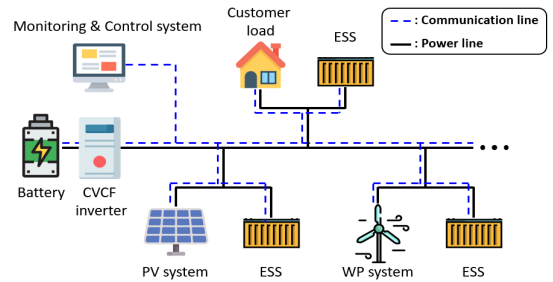 Monitoring & Control system
Customer
load
ESS
: Communication line
: Power line
Battery
CVCF
inverter
PV system
ESS
WP system
ESS